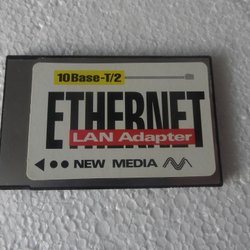 10Base-T/2
ETHERNET
LAN Adapter
NEW MEDIA